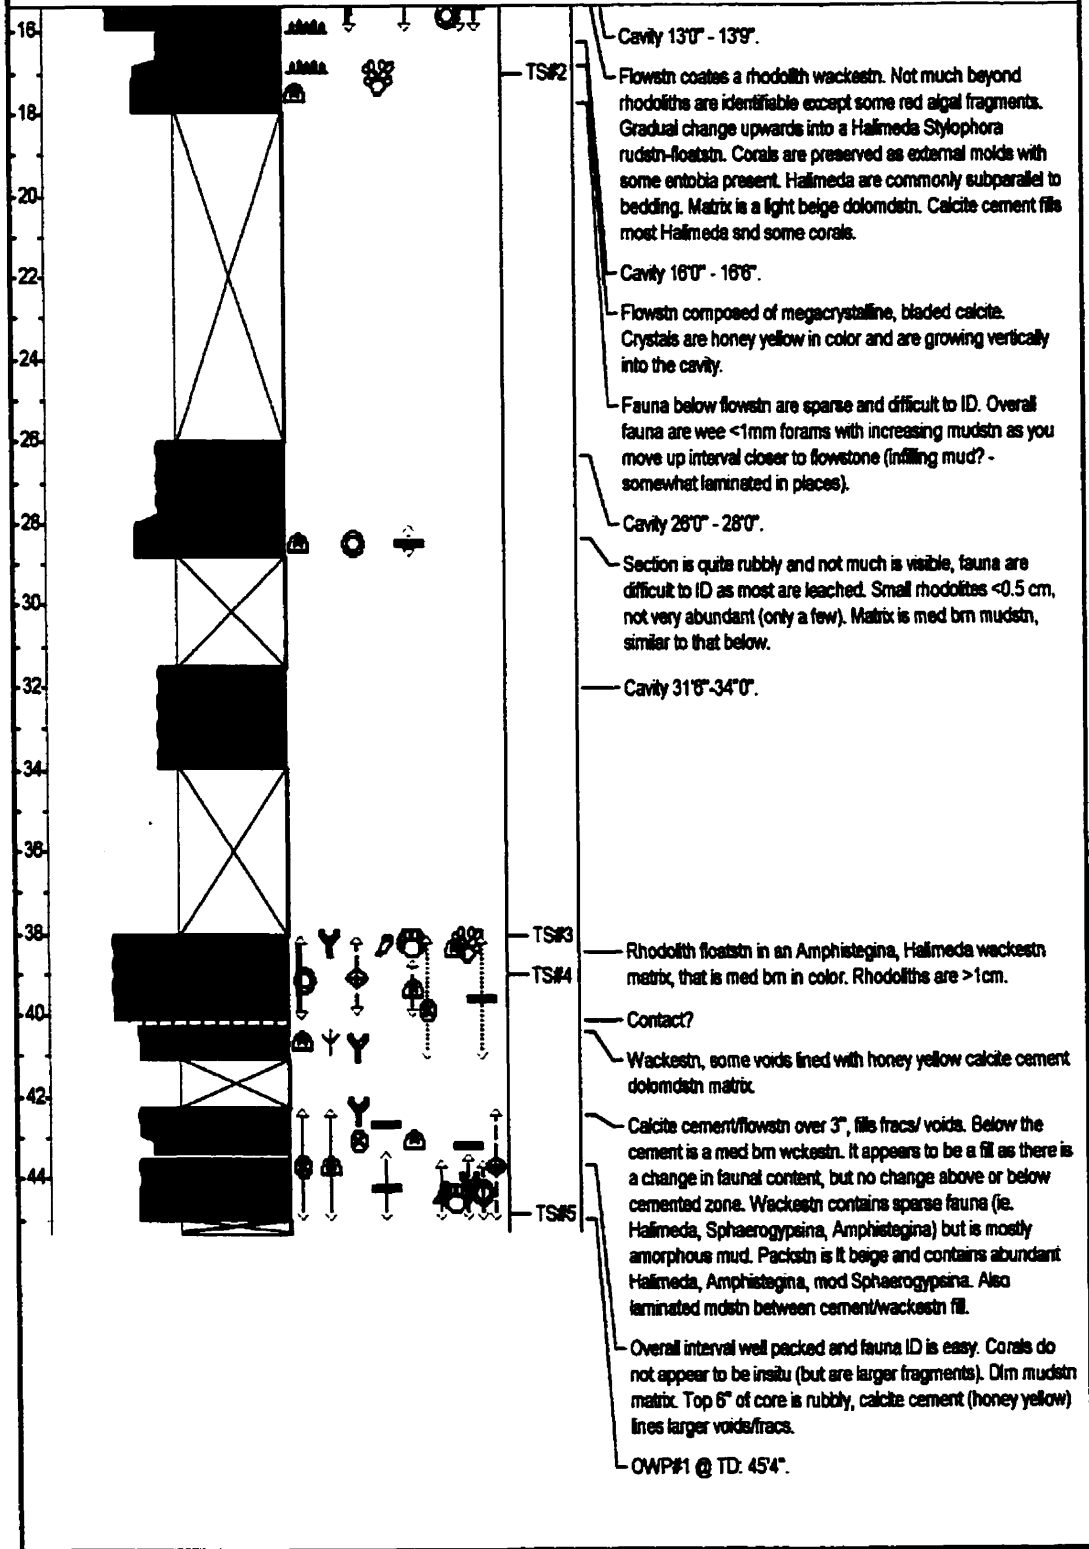 16
18
20
22
24
26
28
30
32
34
36
38
40
42
44
TS#2
TS#3
TS#4
TS#5
Cavity 13'0" - 13'9".
Flowstn coates a rhodolith wackestn. Not much beyond
rhodoliths are identifiable except some red algal fragments.
Gradual change upwards into a Halimeda Stylophora
rudstn-floatstn. Corals are preserved as external molds with
some entobia present. Halimeda are commonly subparallel to
bedding. Matrix is a light beige dolomdstn. Calcite cement fills
most Halimeda snd some corals.
Cavity 16'0" - 16'6".
Flowstn composed of megacrystalline, bladed calcite.
Crystals are honey yellow in color and are growing vertically
into the cavity.
Fauna below flowstn are sparse and difficult to ID. Overall
fauna are wee <1mm forams with increasing mudstn as you
move up interval closer to flowstone (infilling mud? -
somewhat laminated in places).
Cavity 26'0" - 28'0".
Section is quite rubbly and not much is visible, fauna are
difficult to ID as most are leached. Small rhodolites <0.5 cm,
not very abundant (only a few). Matrix is med brn mudstn,
similar to that below.
Cavity 31'6"-34"0".
Rhodolith floatstn in an Amphistegina, Halimeda wackestn
matrix, that is med brn in color. Rhodoliths are >1cm.
Contact?
Wackestn, some voids lined with honey yellow calcite cement
dolomdstn matrix.
Calcite cement/flowstn over 3", fills fracs/ voids. Below the
cement is a med brn wckestn. It appears to be a fill as there is
a change in faunal content, but no change above or below
cemented zone. Wackestn contains sparse fauna (ie.
Halimeda, Sphaerogypsina, Amphistegina) but is mostly
amorphous mud. Packstn is lt beige and contains abundant
Halimeda, Amphistegina, mod Sphaerogypsina. Also
laminated mdstn between cement/wackestn fill.
Overall interval well packed and fauna ID is easy. Corals do
not appear to be insitu (but are larger fragments). Dlm mudstn
matrix. Top 6" of core is rubbly, calcite cement (honey yellow)
lines larger voids/fracs.
OWP#1 @ TD: 45'4".